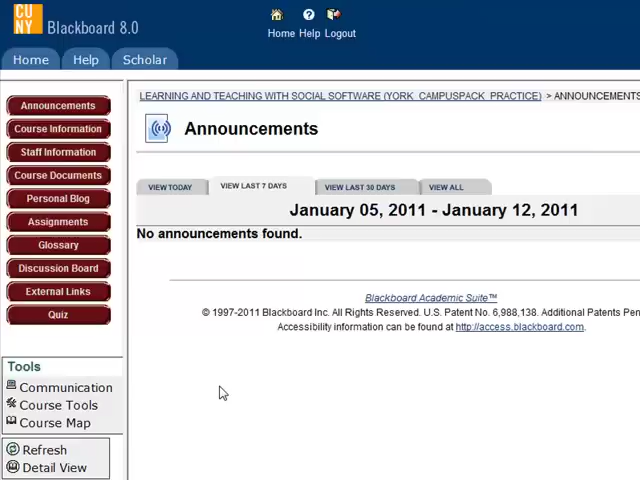 CU
NY
Blackboard 8.0
Home Help Logout
Home Help Scholar
Announcements
Course Information
Staff Information
Course Documents
Personal Blog
Assignments
Glossary
Discussion Board
External Links
Quiz
Tools
Communication
Course Tools
Course Map
Refresh
Detail View
LEARNING AND TEACHING WITH SOCIAL SOFTWARE (YORK_CAMPUSPACK_PRACTICE) > ANNOUNCEMENTS
Announcements
VIEW TODAY VIEW LAST 7 DAYS VIEW LAST 30 DAYS VIEW ALL
January 05, 2011 - January 12, 2011
No announcements found.
Blackboard Academic Suite™
© 1997-2011 Blackboard Inc. All Rights Reserved. U.S. Patent No. 6,988,138. Additional Patents Pen
Accessibility information can be found at http://access.blackboard.com.